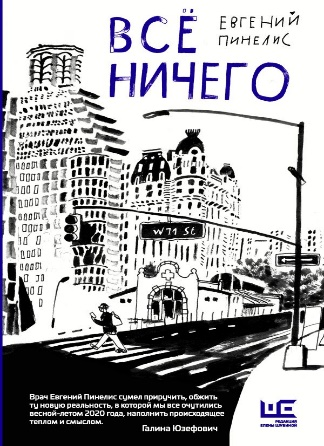 ВСЁ
НИЧЕГО
ЕВГЕНИЙ
ПИНЕЛИС
W 71 St
Врач Евгений Пинелис сумел приручить, обжить
ту новую реальность, в которой мы все очутились
весной-летом 2020 года, наполнить происходящее
теплом и смыслом.
Галина Юзефович
РЕДАКЦИЯ
ЕЛЕНЫ ШУБИНОЙ